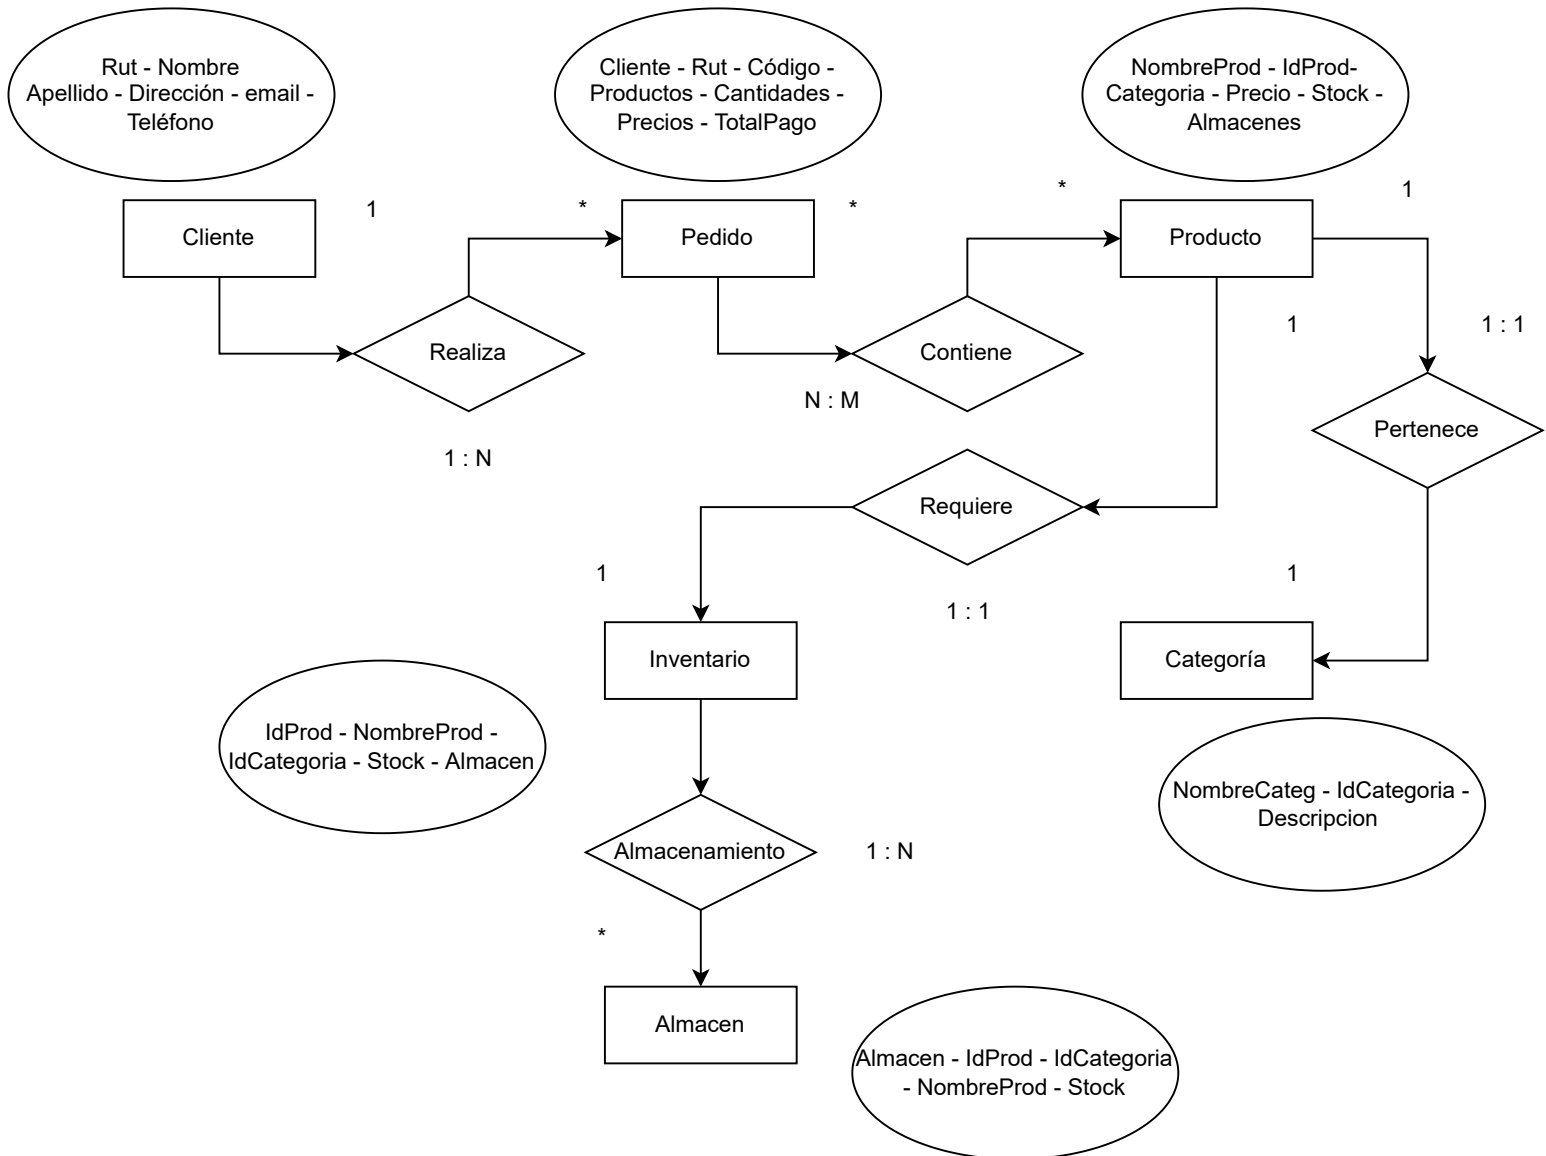 Rut - Nombre
Apellido - Dirección - email -
Teléfono
Cliente - Rut - Código -
Productos - Cantidades -
Precios - TotalPago
NombreProd - IdProd-
Categoria - Precio - Stock -
Almacenes
Cliente
1
*
Pedido
*
*
Producto
1
Realiza
Contiene
1
1 : 1
N : M
1 : N
Pertenece
Requiere
1
1 : 1
1
Inventario
Categoría
IdProd - NombreProd -
IdCategoria - Stock - Almacen
NombreCateg - IdCategoria -
Descripcion
Almacenamiento
1 : N
*
Almacen
Almacen - IdProd - IdCategoria
- NombreProd - Stock